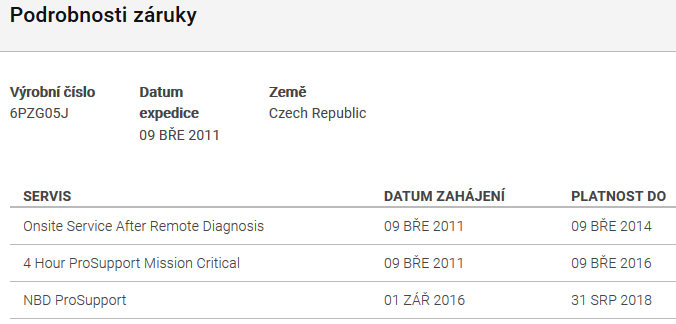 Podrobnosti záruky
Výrobní číslo
6PZG05J
Datum
expedice
09 BŘE 2011
Země
Czech Republic
SERVIS DATUM ZAHÁJENÍ PLATNOST DO
Onsite Service After Remote Diagnosis 09 BŘE 2011 09 BŘE 2014
4 Hour ProSupport Mission Critical 09 BŘE 2011 09 BŘE 2016
NBD ProSupport 01 ZÁŘ 2016 31 SRP 2018